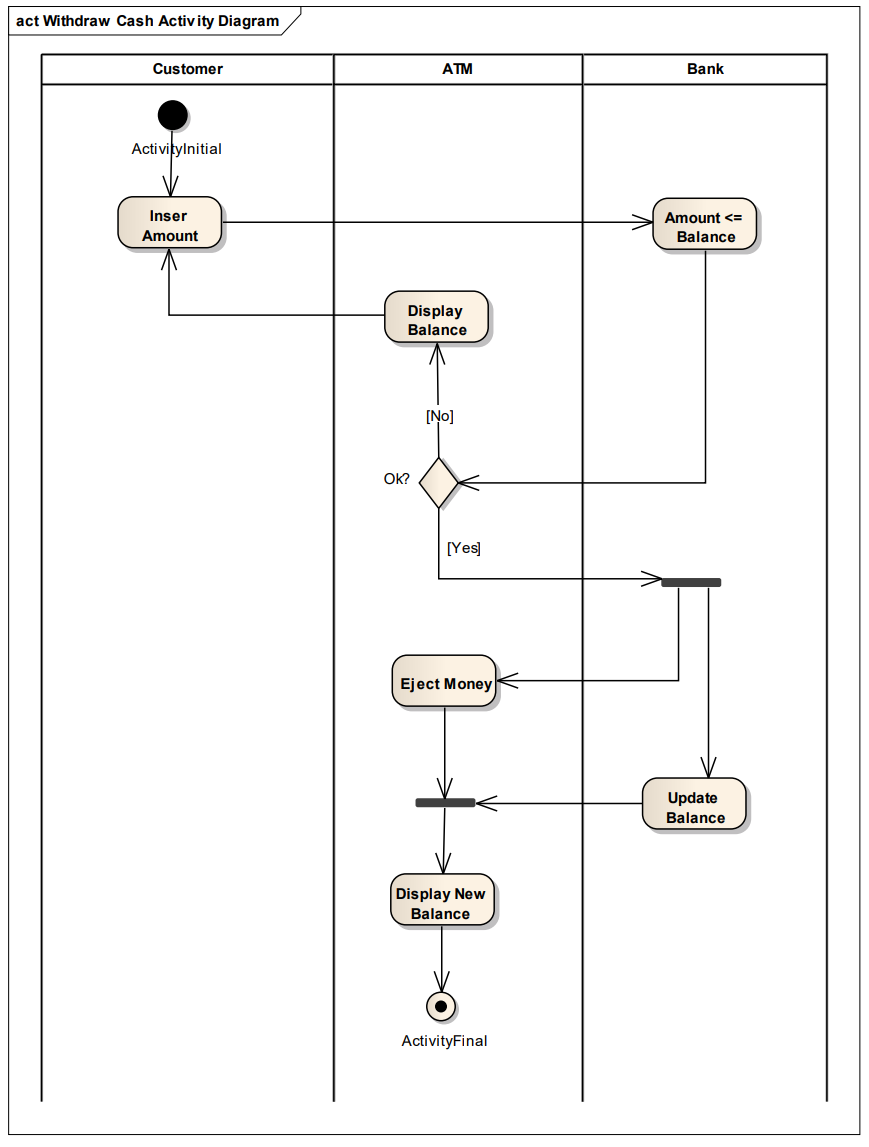 act Withdraw Cash Activity Diagram
Customer
ATM
Bank
ActivityInitial
Inser
Amount
Amount <=
Balance
Display
Balance
[No]
Ok?
[Yes]
Eject Money
Update
Balance
Display New
Balance
ActivityFinal